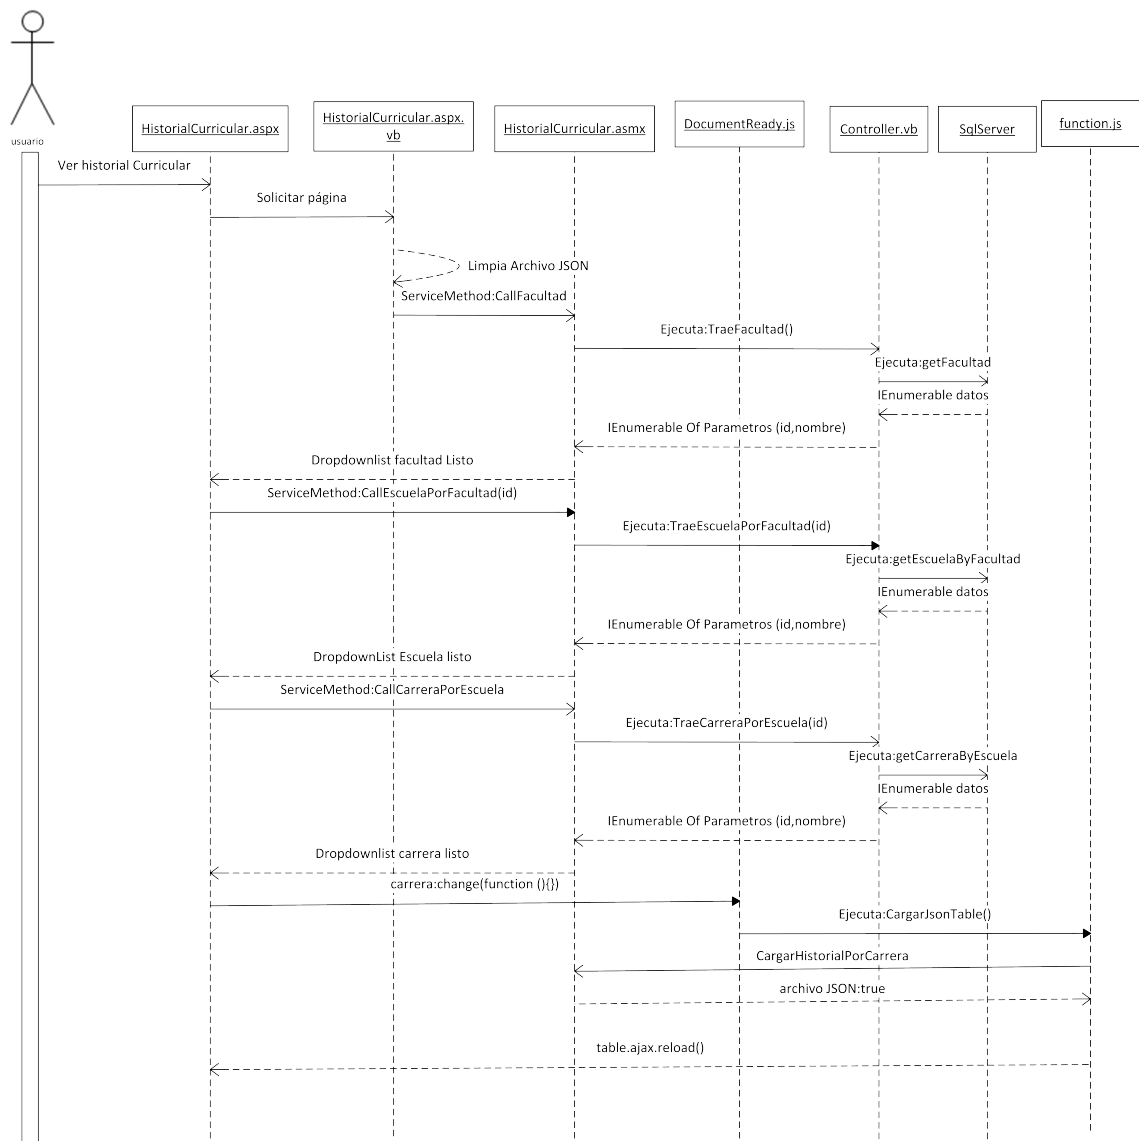 usuario
HistorialCurricular.aspx
HistorialCurricular.aspx.
vb
HistorialCurricular.asmx
DocumentReady.js
Controller.vb
SqlServer
function.js
Ver historial Curricular
Solicitar página
Limpia Archivo JSON
ServiceMethod:CallFacultad
Ejecuta:TraeFacultad()
Ejecuta:getFacultad
IEnumerable datos
IEnumerable Of Parametros (id,nombre)
Dropdownlist facultad Listo
ServiceMethod:CallEscuelaPorFacultad(id)
Ejecuta:TraeEscuelaPorFacultad(id)
Ejecuta:getEscuelaByFacultad
IEnumerable datos
IEnumerable Of Parametros (id,nombre)
DropdownList Escuela listo
ServiceMethod:CallCarreraPorEscuela
Ejecuta:TraeCarreraPorEscuela(id)
Ejecuta:getCarreraByEscuela
IEnumerable datos
IEnumerable Of Parametros (id,nombre)
Dropdownlist carrera listo
carrera:change(function (){})
Ejecuta:CargarJsonTable()
CargarHistorialPorCarrera
archivo JSON:true
table.ajax.reload()